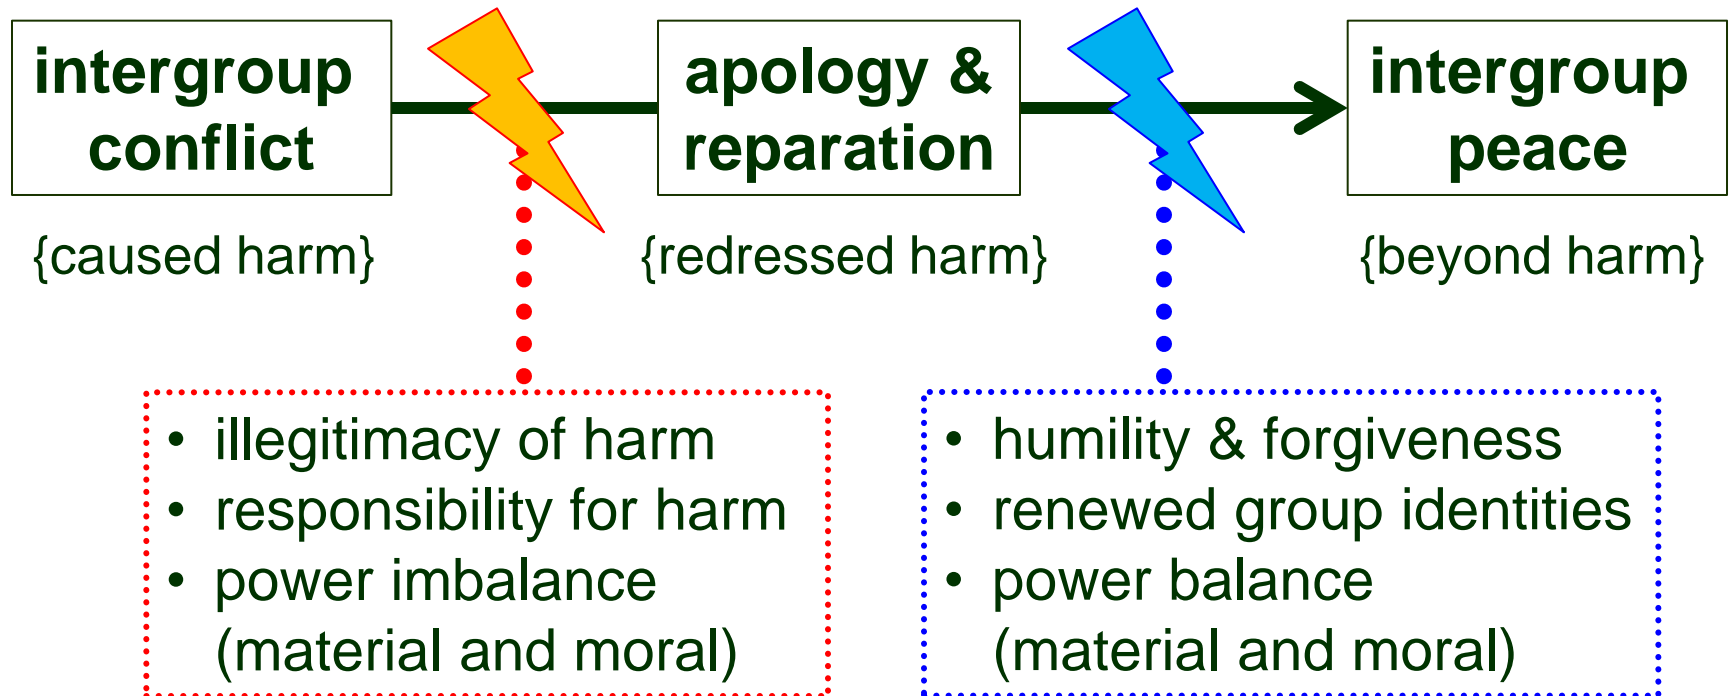 intergroup
conflict
apology &
reparation
intergroup
peace
{caused harm}
{redressed harm}
{beyond harm}
• illegitimacy of harm
• responsibility for harm
• power imbalance
(material and moral)
• humility & forgiveness
• renewed group identities
• power balance
(material and moral)